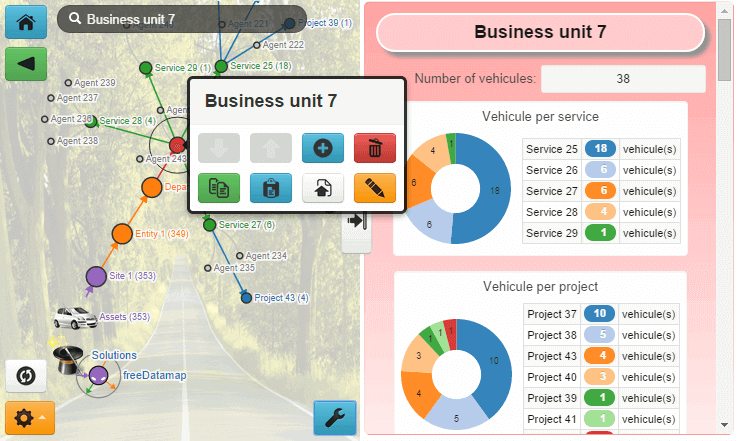 Business unit 7
Agent 221
Project 39 (1)
Agent 222
Service 29 (1)
Service 25 (18)
Agent 239
Agent 237
Agent 236
Service 28 (4)
Agent 238
Agent 243
Entity 1 (349)
Site 1 (353)
Assets (353)
Solutions
freeDatamap
Business unit 7
Service 27 (6)
Agent 234
Agent 235
Project 43 (4)
Business unit 7
Number of vehicules:
38
Vehicule per service
18
6
6
4
1
Service 25 18 vehicule(s)
Service 26 6 vehicule(s)
Service 27 6 vehicule(s)
Service 28 4 vehicule(s)
Service 29 1 vehicule(s)
Vehicule per project
10
5
4
3
1
1
1
Project 37 10 vehicule(s)
Project 38 5 vehicule(s)
Project 43 4 vehicule(s)
Project 40 3 vehicule(s)
Project 39 1 vehicule(s)
Project 41 1 vehicule(s)